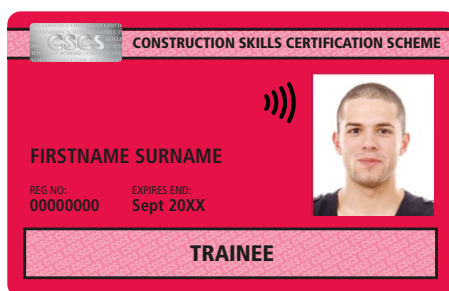 CSCS
CONSTRUCTION SKILLS CERTIFICATION SCHEME
FIRSTNAME SURNAME
REG NO: EXPIRES END:
00000000 Sept 20XX
TRAINEE